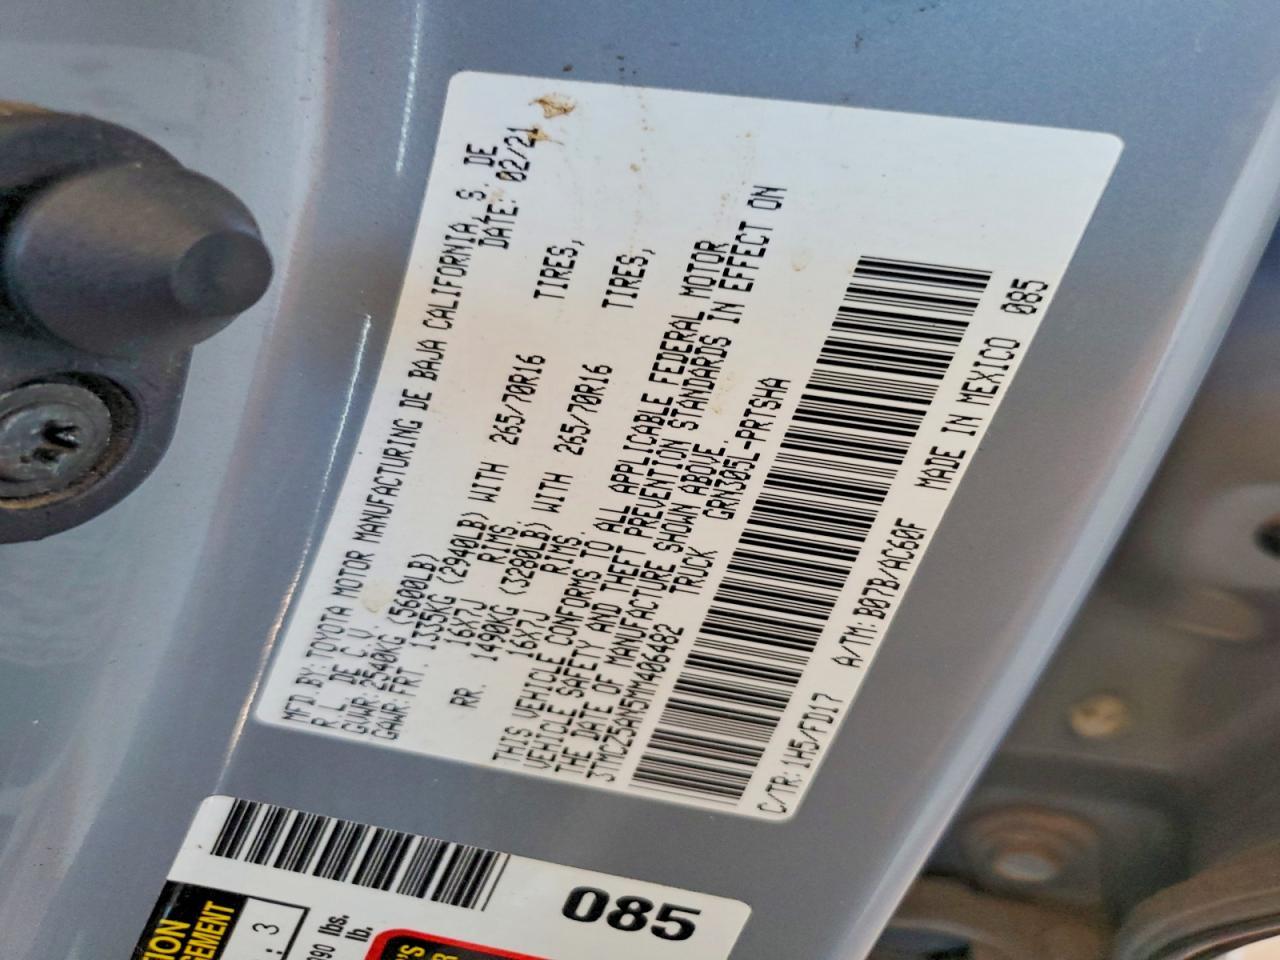 MFD BY: TOYOTA MOTOR MANUFACTURING DE BAJA CALIFORNIA, S. DE
R.L. DE C.V. DATE: 02/21
GVWR: 2540KG (5600LB)
GAWR: FRT. 1335KG (2940LB) WITH 265/70R16 TIRES,
16X7J RIMS,
RR. 1490KG (3280LB) WITH 265/70R16 TIRES,
16X7J RIMS.
THIS VEHICLE CONFORMS TO ALL APPLICABLE FEDERAL MOTOR
VEHICLE SAFETY AND THEFT PREVENTION STANDARDS IN EFFECT ON
THE DATE OF MANUFACTURE SHOWN ABOVE.
3TMCZ5AN5MM406482 TRUCK GRN305L-PRTSHA
C/TR: 1H5/FD17 A/TM: B07B/AC60F MADE IN MEXICO 085
085
: 3
lbs.
lb.